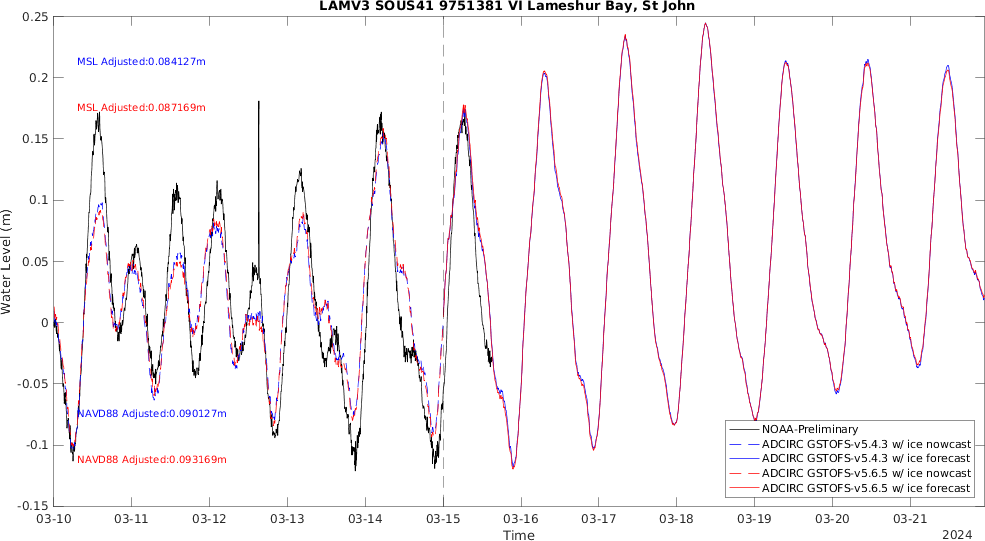 LAMV3 SOUS41 9751381 VI Lameshur Bay, St John
0.25
0.2
0.15
0.1
0.05
0
-0.05
-0.1
-0.15
Water Level (m)
MSL Adjusted:0.084127m
MSL Adjusted:0.087169m
NAVD88 Adjusted:0.090127m
NAVD88 Adjusted:0.093169m
NOAA-Preliminary
ADCIRC GSTOFS-v5.4.3 w/ ice nowcast
ADCIRC GSTOFS-v5.4.3 w/ ice forecast
ADCIRC GSTOFS-v5.6.5 w/ ice nowcast
ADCIRC GSTOFS-v5.6.5 w/ ice forecast
03-10 03-11 03-12 03-13 03-14 03-15 03-16 03-17 03-18 03-19 03-20 03-21
Time
2024